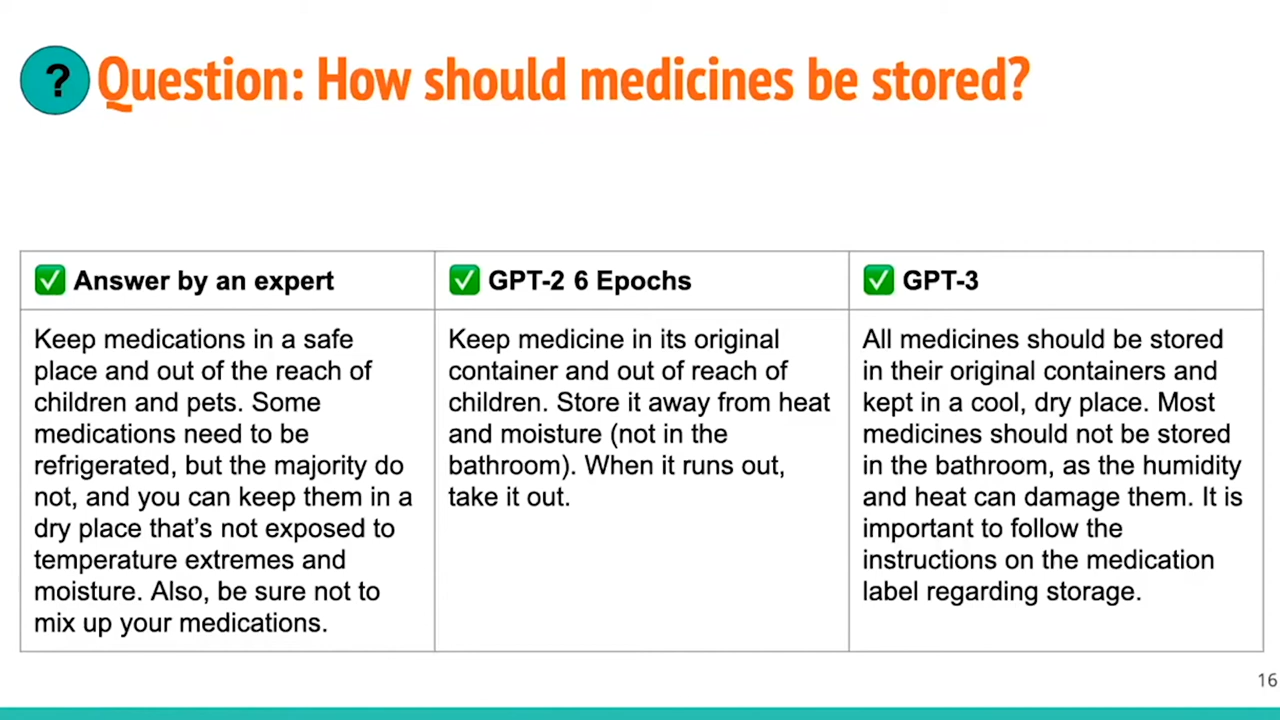 ? Question: How should medicines be stored?
✅ Answer by an expert
Keep medications in a safe
place and out of the reach of
children and pets. Some
medications need to be
refrigerated, but the majority do
not, and you can keep them in a
dry place that's not exposed to
temperature extremes and
moisture. Also, be sure not to
mix up your medications.
✅ GPT-2 6 Epochs
Keep medicine in its original
container and out of reach of
children. Store it away from heat
and moisture (not in the
bathroom). When it runs out,
take it out.
✅ GPT-3
All medicines should be stored
in their original containers and
kept in a cool, dry place. Most
medicines should not be stored
in the bathroom, as the humidity
and heat can damage them. It is
important to follow the
instructions on the medication
label regarding storage.
16